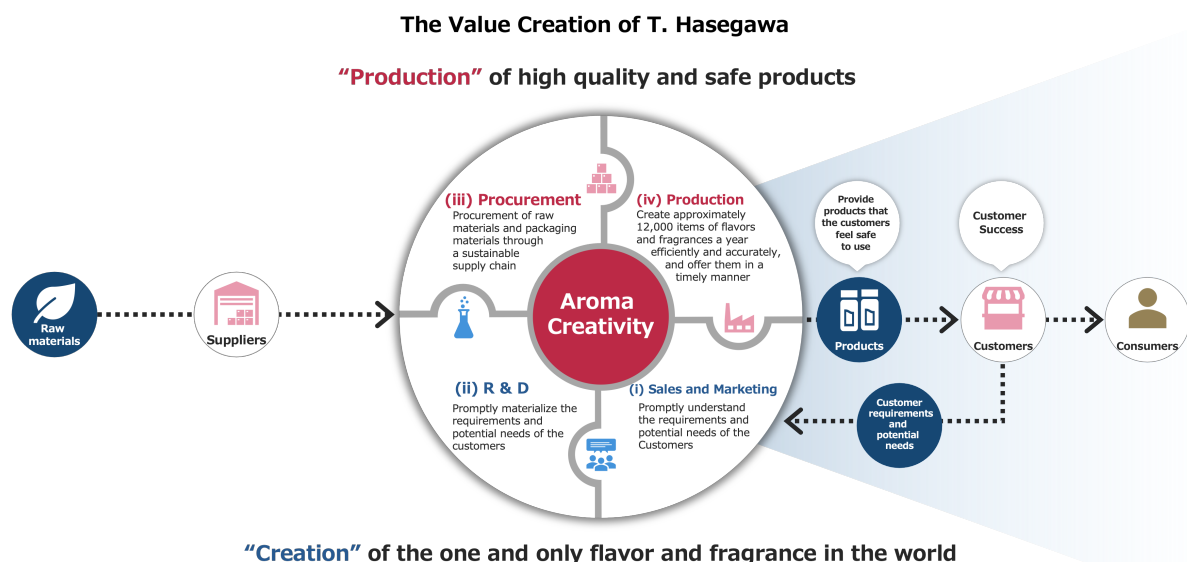 The Value Creation of T. Hasegawa
“Production” of high quality and safe products
Raw
materials
Suppliers
(iii) Procurement
Procurement of raw
materials and packaging
materials through
a sustainable
supply chain
(iv) Production
Create approximately
12,000 items of flavors
and fragrances a year
efficiently and accurately,
and offer them in a
timely manner
Aroma
Creativity
(ii) R & D
Promptly materialize the
requirements and
potential needs of the
customers
(i) Sales and Marketing
Promptly understand
the requirements and
potential needs of the
Customers
Provide
products that
the customers
feel safe
to use
Customer
Success
Products
Customers
Consumers
Customer
requirements
and
potential
needs
“Creation” of the one and only flavor and fragrance in the world